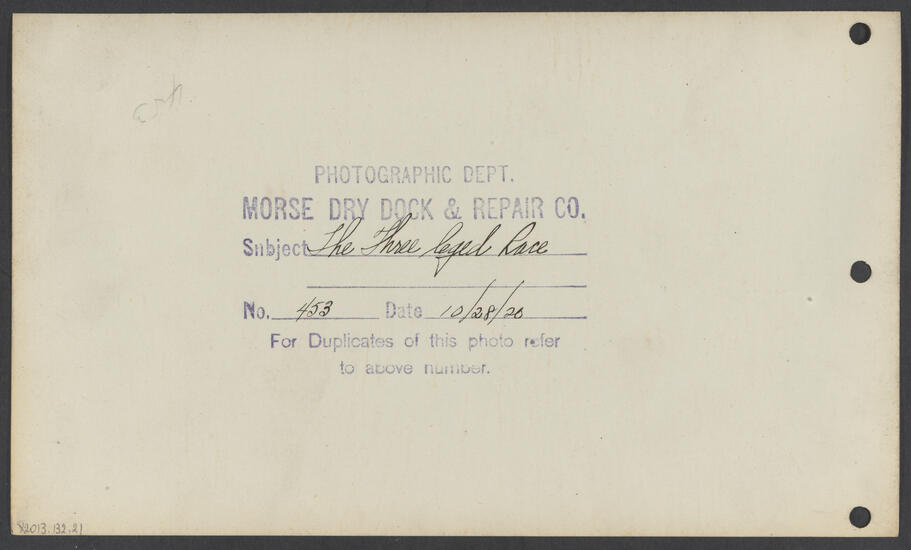 PHOTOGRAPHIC DEPT.
MORSE DRY DOCK & REPAIR CO.
Subject The Three leged Race
No. 453 Date 10/28/20
For Duplicates of this photo refer
to above number.
2013.132.21